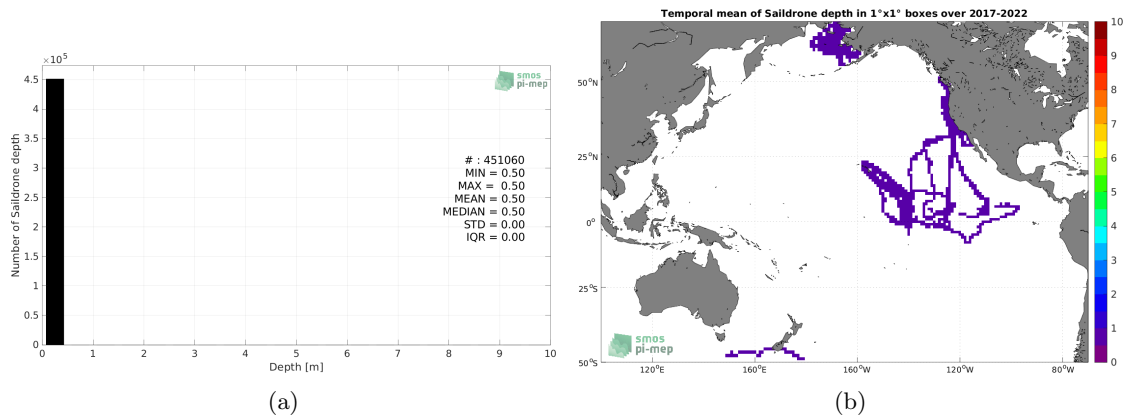 ×10⁵
4.5
4
3.5
3
2.5
2
1.5
1
0.5
0
0 1 2 3 4 5 6 7 8 9 10
Number of Saildrone depth
Depth [m]
smos
pi-mep
# : 451060
MIN = 0.50
MAX = 0.50
MEAN = 0.50
MEDIAN = 0.50
STD = 0.00
IQR = 0.00
(a)
Temporal mean of Saildrone depth in 1°x1° boxes over 2017-2022
50°N
25°N
0°
25°S
50°S
120°E 160°E 160°W 120°W 80°W
smos
pi-mep
10
9
8
7
6
5
4
3
2
1
0
(b)